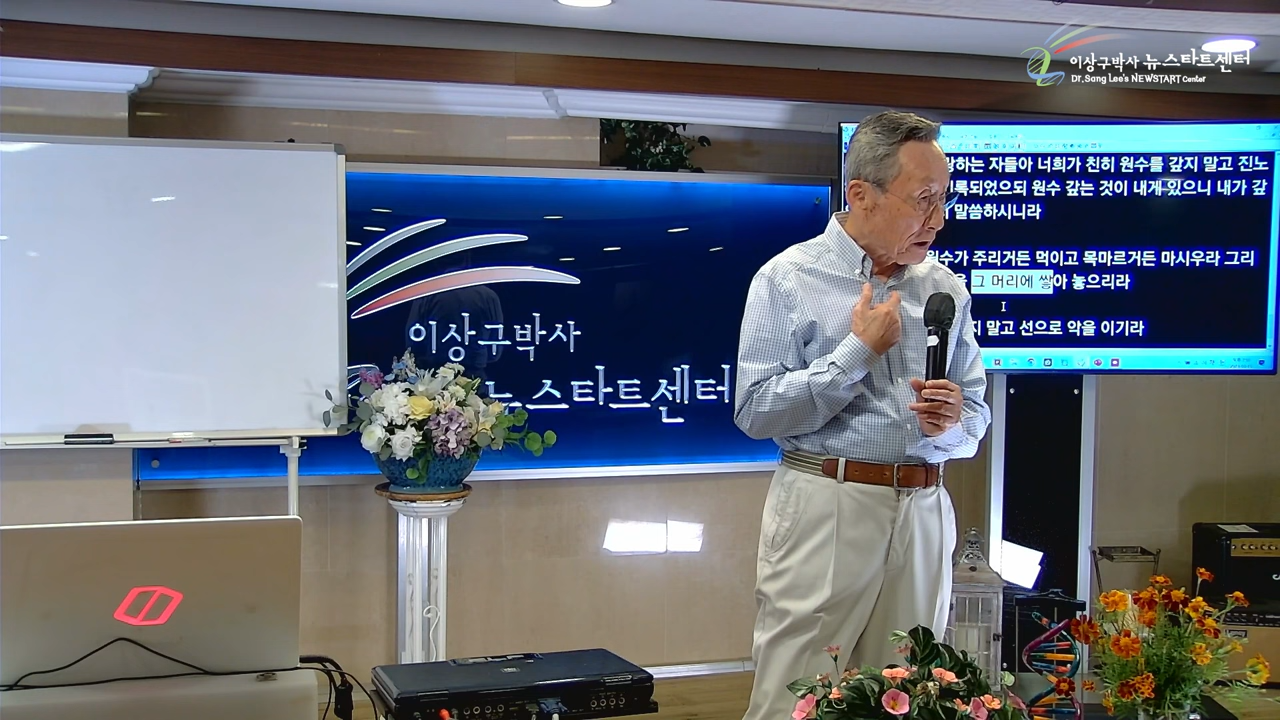 이상구박사 뉴스타트센터
Dr. Sang Lee's NEWSTART Center
하는 자들아 너희가 친히 원수를 갚지 말고 진노
록되었으되 원수 갚는 것이 내게 있으니 내가 갚
말씀하시니라
원수가 주리거든 먹이고 목마르거든 마시우라 그리
그 머리에 쌓아 놓으리라
말고 선으로 악을 이기라
이상구박사
뉴스타트센터